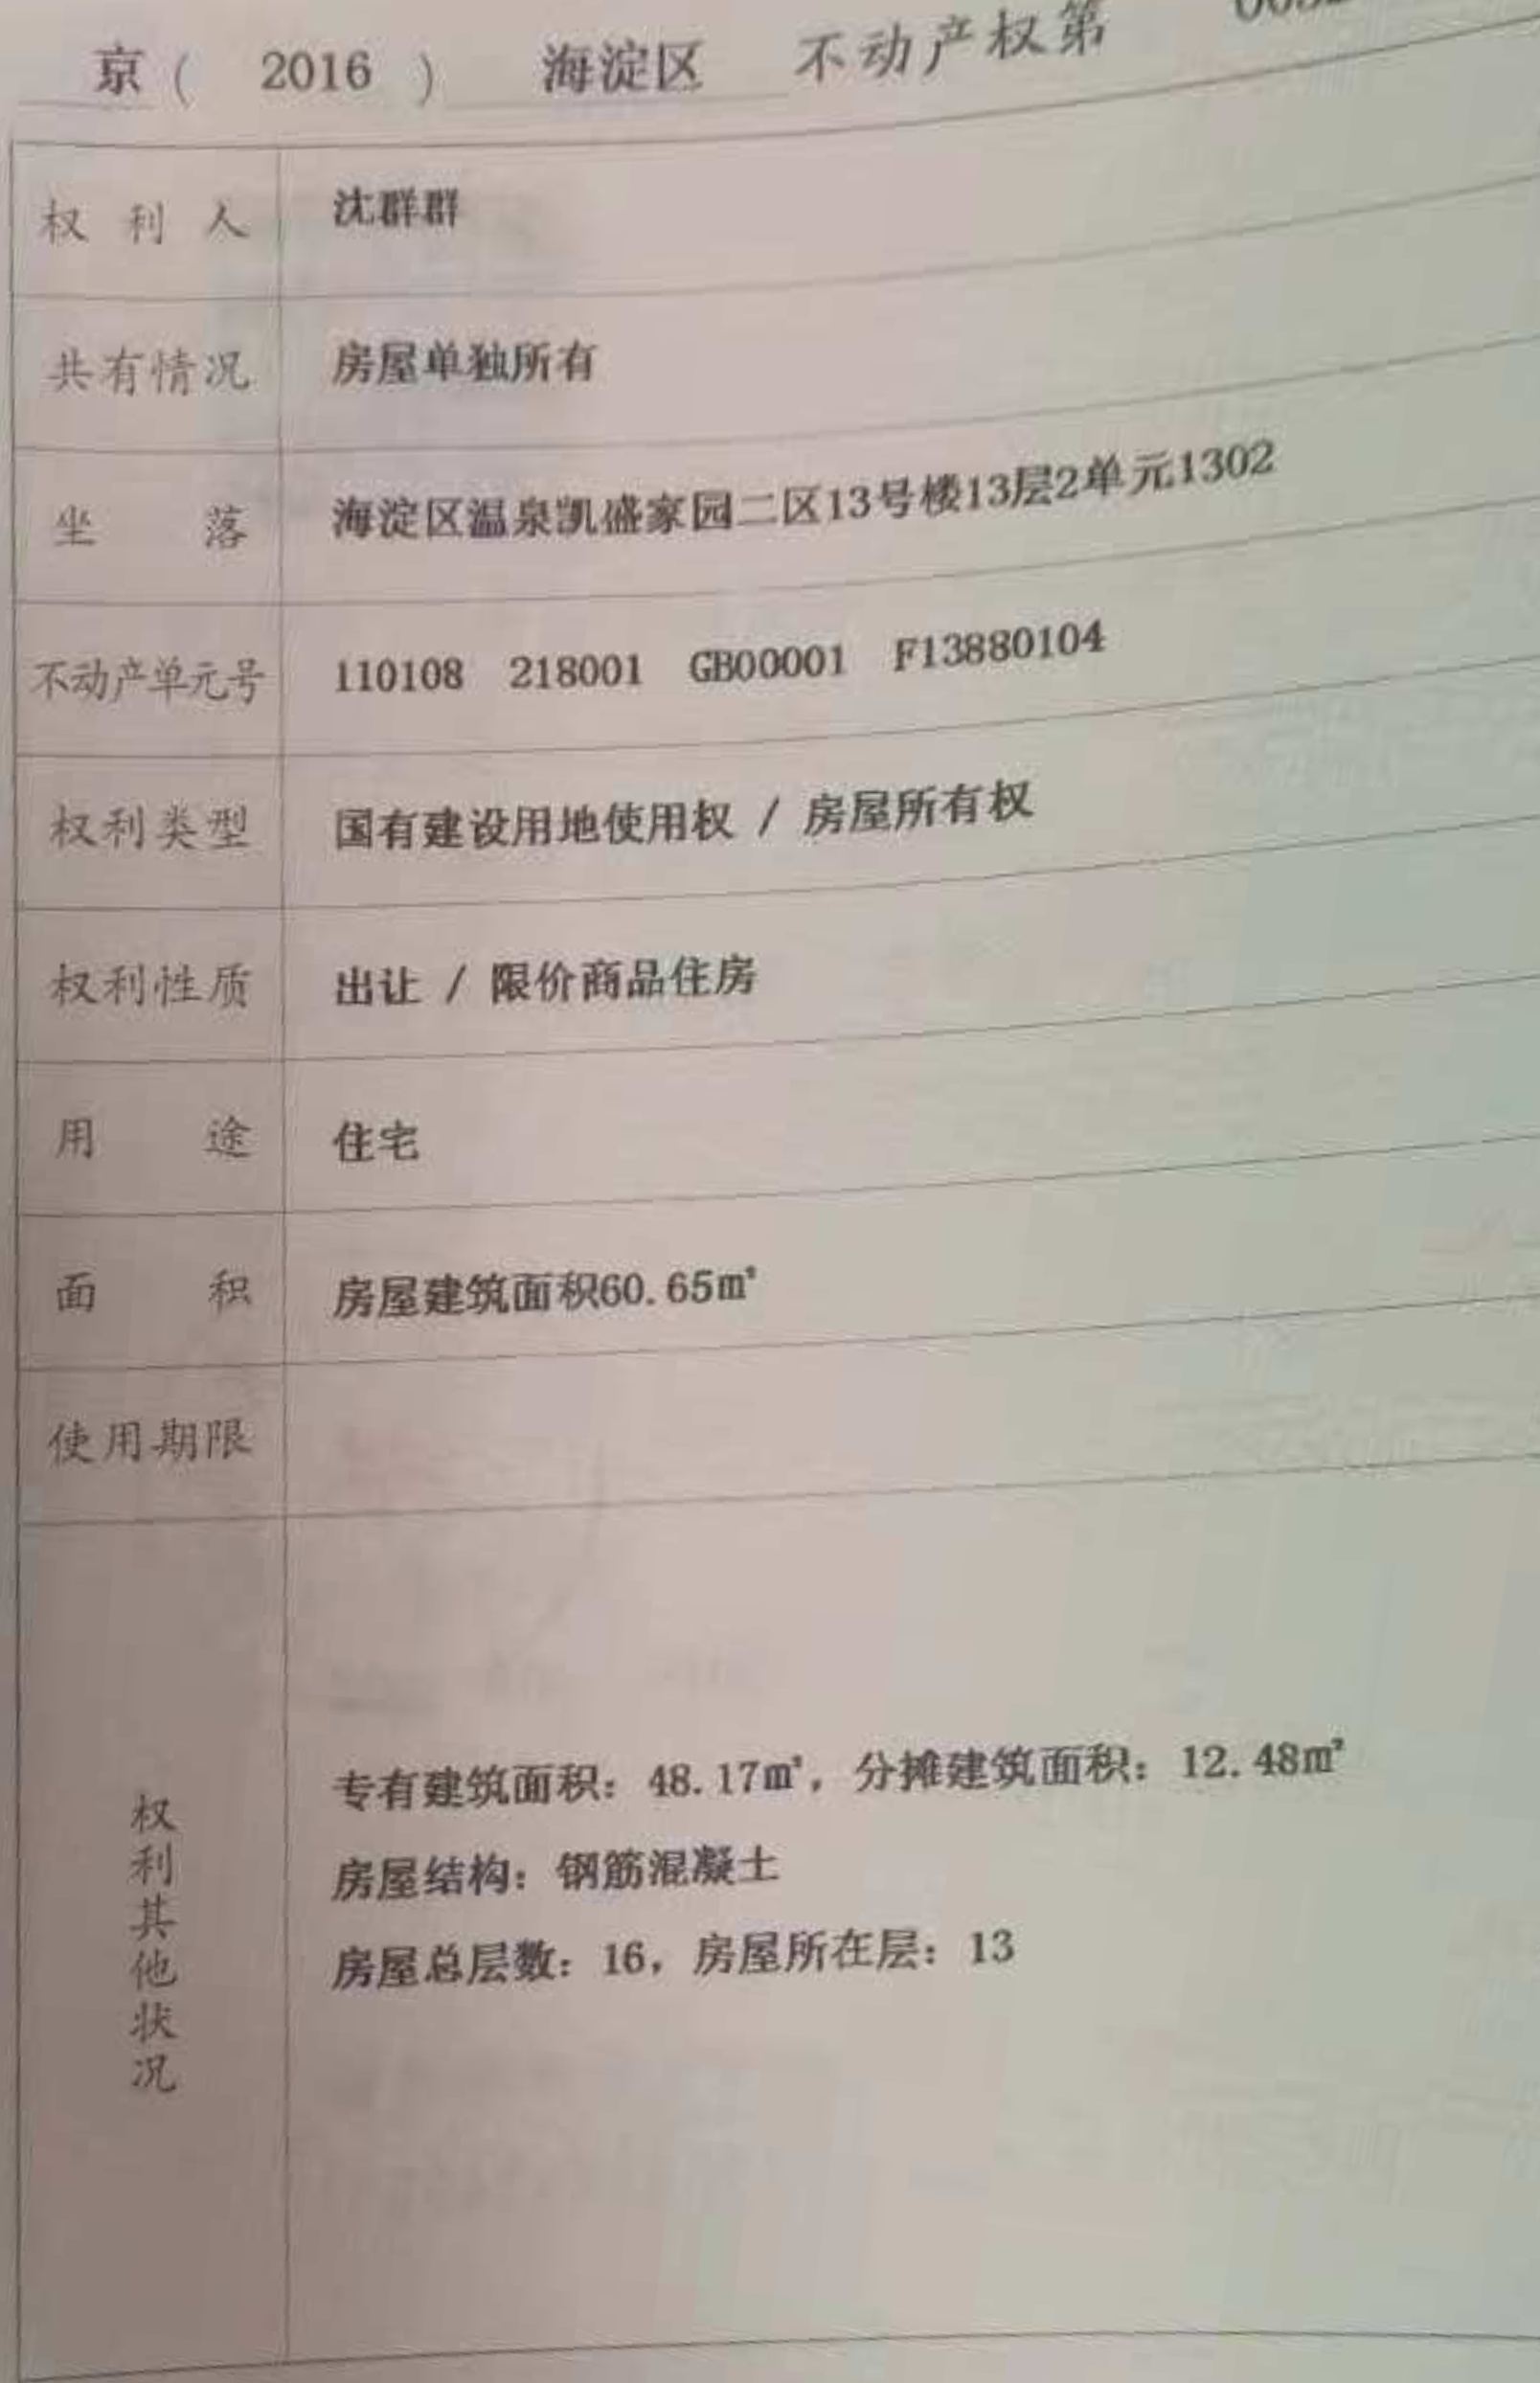 京（ 2016 ） 海淀区 不动产权第
权利人 沈群群
共有情况 房屋单独所有
坐落 海淀区温泉凯盛家园二区13号楼13层2单元1302
不动产单元号 110108 218001 GB00001 F13880104
权利类型 国有建设用地使用权 / 房屋所有权
权利性质 出让 / 限价商品住房
用途 住宅
面积 房屋建筑面积60.65㎡
使用期限
权利其他状况
专有建筑面积：48.17㎡，分摊建筑面积：12.48㎡
房屋结构：钢筋混凝土
房屋总层数：16，房屋所在层：13